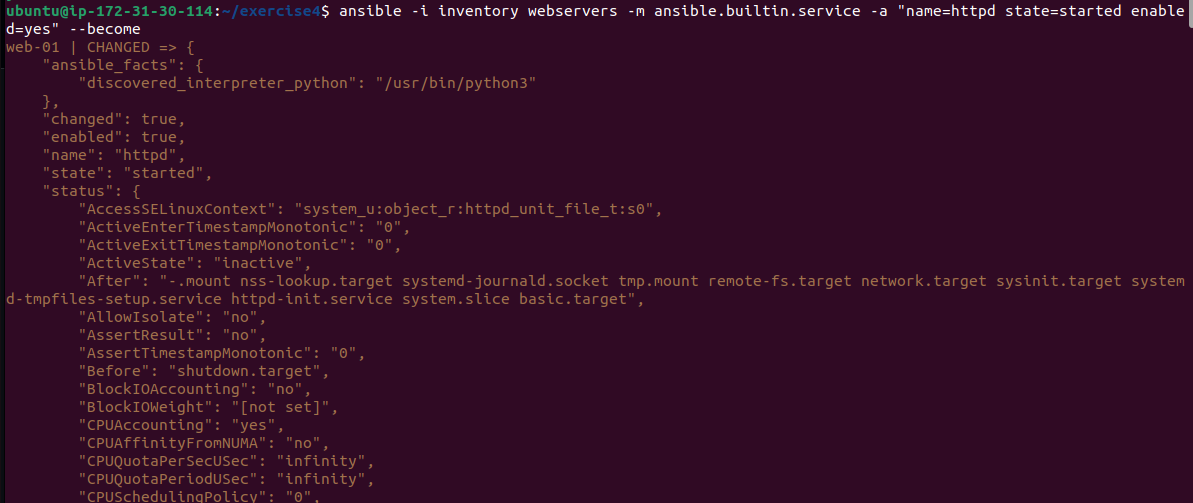 ubuntu@ip-172-31-30-114:~/exercise4$ ansible -i inventory webservers -m ansible.builtin.service -a "name=httpd state=started enable
d=yes" --become
web-01 | CHANGED => {
    "ansible_facts": {
        "discovered_interpreter_python": "/usr/bin/python3"
    },
    "changed": true,
    "enabled": true,
    "name": "httpd",
    "state": "started",
    "status": {
        "AccessSELinuxContext": "system_u:object_r:httpd_unit_file_t:s0",
        "ActiveEnterTimestampMonotonic": "0",
        "ActiveExitTimestampMonotonic": "0",
        "ActiveState": "inactive",
        "After": "-.mount nss-lookup.target systemd-journald.socket tmp.mount remote-fs.target network.target sysinit.target system
d-tmpfiles-setup.service httpd-init.service system.slice basic.target",
        "AllowIsolate": "no",
        "AssertResult": "no",
        "AssertTimestampMonotonic": "0",
        "Before": "shutdown.target",
        "BlockIOAccounting": "no",
        "BlockIOWeight": "[not set]",
        "CPUAccounting": "yes",
        "CPUAffinityFromNUMA": "no",
        "CPUQuotaPerSecUSec": "infinity",
        "CPUQuotaPeriodUSec": "infinity",
        "CPUSchedulingPolicy": "0",